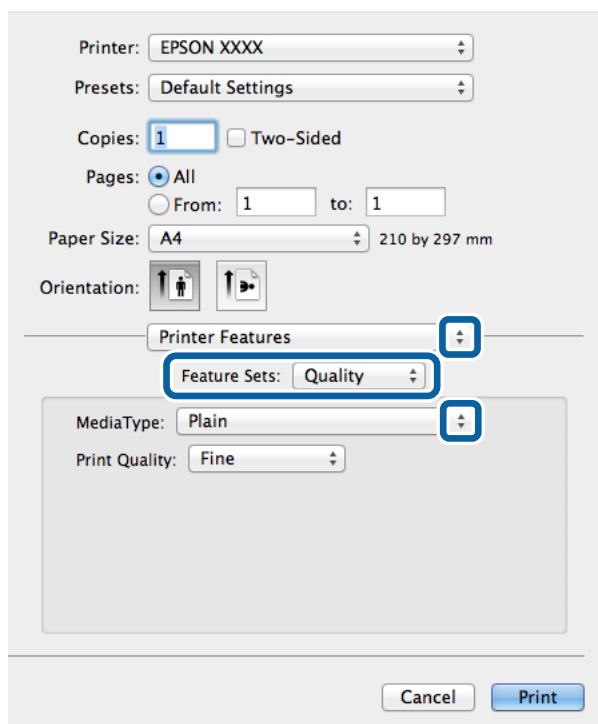 Printer: EPSON XXXX
Presets: Default Settings
Copies: 1 Two-Sided
Pages: All
From: 1 to: 1
Paper Size: A4 210 by 297 mm
Orientation:
Printer Features
Feature Sets: Quality
MediaType: Plain
Print Quality: Fine
Cancel Print